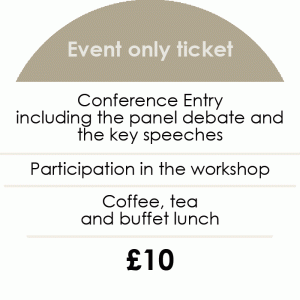 Event only ticket
Conference Entry
including the panel debate and
the key speeches
Participation in the workshop
Coffee, tea
and buffet lunch
£10